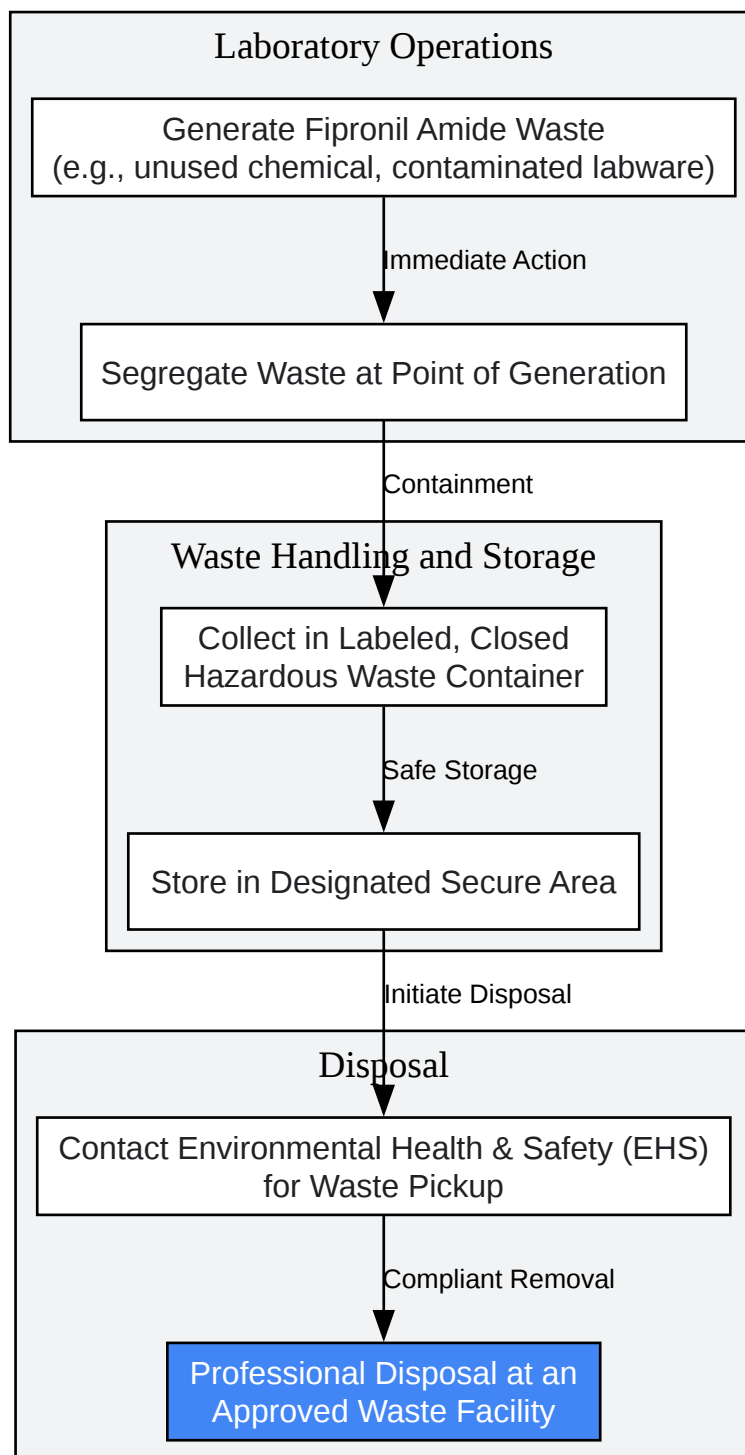 Laboratory Operations
Generate Fipronil Amide Waste
(e.g., unused chemical, contaminated labware)
Immediate Action
Segregate Waste at Point of Generation
Containment
Waste Handling and Storage
Collect in Labeled, Closed
Hazardous Waste Container
Safe Storage
Store in Designated Secure Area
Initiate Disposal
Disposal
Contact Environmental Health & Safety (EHS)
for Waste Pickup
Compliant Removal
Professional Disposal at an
Approved Waste Facility